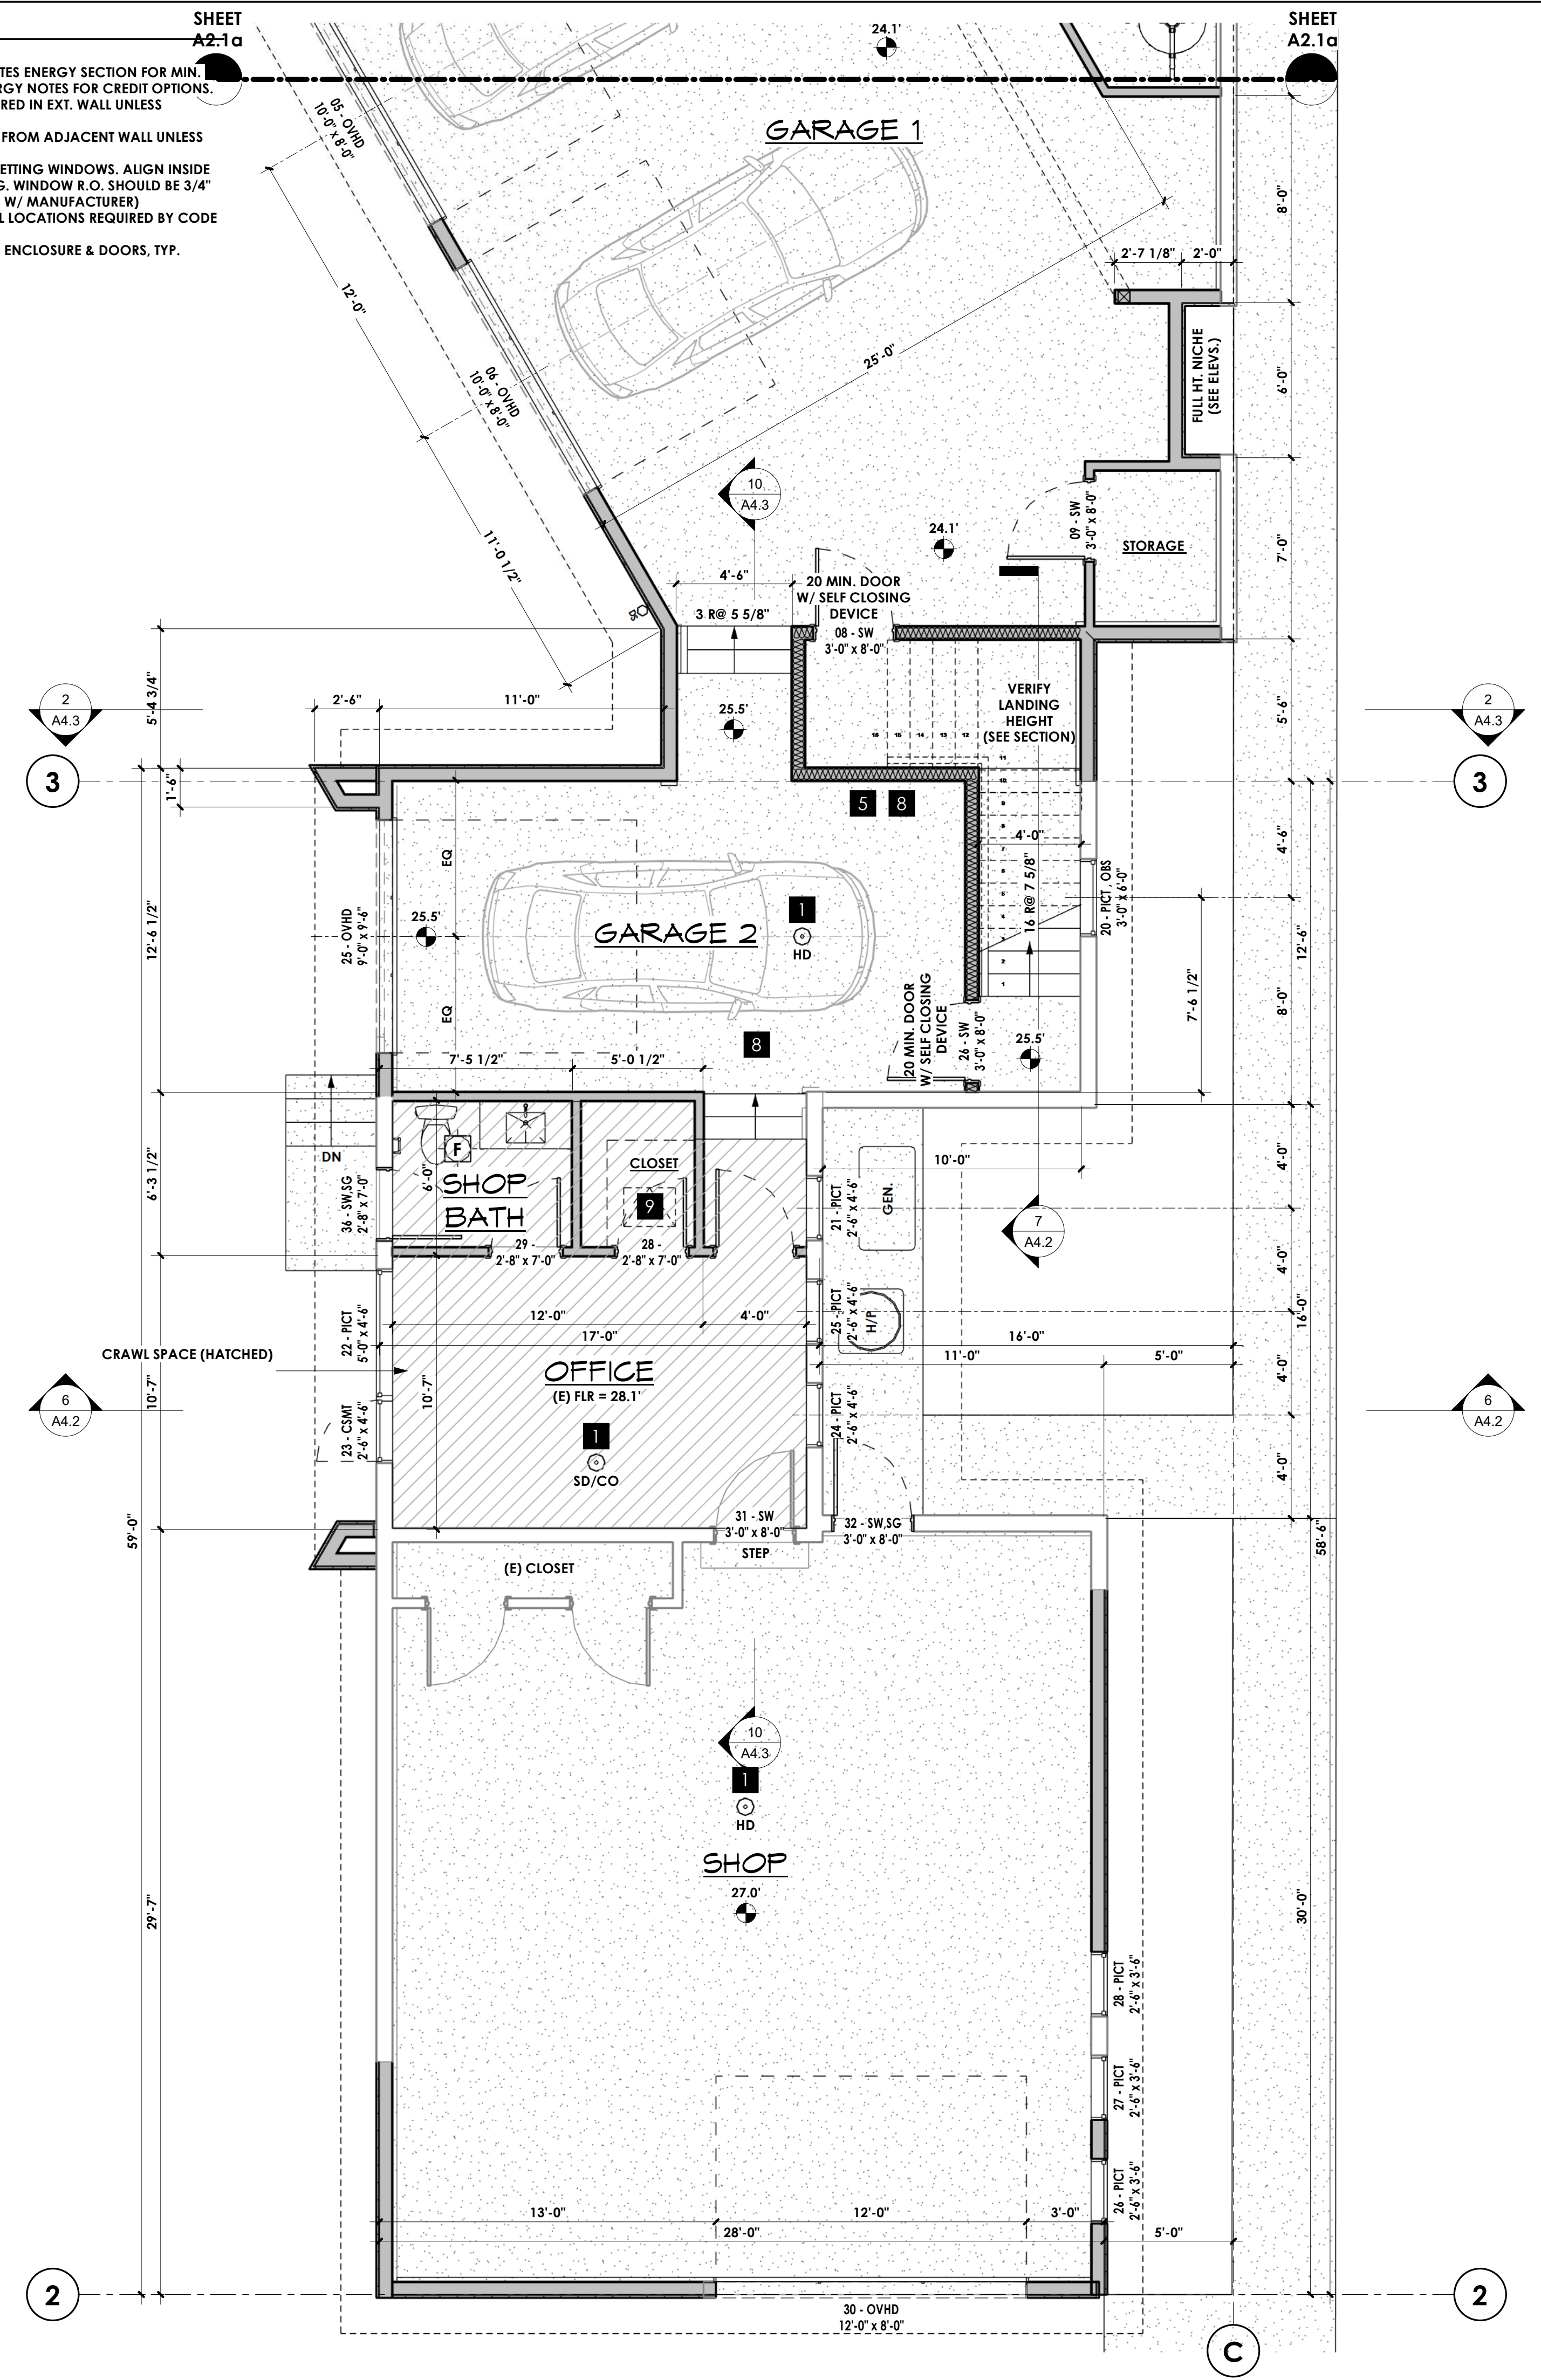 SHEET
A2.1a
SHEET
A2.1a
TES ENERGY SECTION FOR MIN.
RGY NOTES FOR CREDIT OPTIONS.
RED IN EXT. WALL UNLESS
FROM ADJACENT WALL UNLESS
ETTING WINDOWS. ALIGN INSIDE
G. WINDOW R.O. SHOULD BE 3/4"
W/ MANUFACTURER)
L LOCATIONS REQUIRED BY CODE
ENCLOSURE & DOORS, TYP.
24.1'
05 - OVHD
10'-0" x 8'-0"
GARAGE 1
8'-0"
2'-7 1/8"
2'-0"
12'-0"
25'-0"
FULL HT. NICHE
(SEE ELEVS.)
6'-0"
06 - OVHD
10'-0" x 8'-0"
10
A4.3
24.1'
09 - SW
3'-0" x 8'-0"
STORAGE
7'-0"
11'-0 1/2"
4'-6"
20 MIN. DOOR
W/ SELF CLOSING
DEVICE
08 - SW
3'-0" x 8'-0"
3 R@ 5 5/8"
DS
5'-4 3/4"
2
A4.3
2'-6"
11'-0"
25.5'
VERIFY
LANDING
HEIGHT
(SEE SECTION)
5'-6"
2
A4.3
16
15
14
13
12
11
10
9
8
7
6
5
4
3
2
1
3
3
1'-6"
5
8
4'-0"
4'-6"
EQ
16 R@ 7 5/8"
20 - PICT, OBS
3'-0" x 6'-0"
12'-6 1/2"
25 - OVHD
9'-0" x 9'-6"
25.5'
GARAGE 2
1
HD
12'-6"
EQ
8
20 MIN. DOOR
W/ SELF CLOSING
DEVICE
26 - SW
3'-0" x 8'-0"
25.5'
7'-6 1/2"
8'-0"
7'-5 1/2"
5'-0 1/2"
DN
6'-3 1/2"
36 - SW,SG
2'-8" x 7'-0"
F
6'-0"
SHOP
BATH
CLOSET
9
29 -
2'-8" x 7'-0"
28 -
2'-8" x 7'-0"
21 - PICT
2'-6" x 4'-6"
GEN.
10'-0"
4'-0"
7
A4.2
4'-0"
22 - PICT
5'-0" x 4'-6"
12'-0"
4'-0"
17'-0"
25 - PICT
2'-6" x 4'-6"
H/P
16'-0"
16'-0"
CRAWL SPACE (HATCHED)
11'-0"
5'-0"
4'-0"
6
A4.2
10'-7"
10'-7"
OFFICE
(E) FLR = 28.1'
23 - CSMT
2'-6" x 4'-6"
24 - PICT
2'-6" x 4'-6"
6
A4.2
1
SD/CO
4'-0"
59'-0"
31 - SW
3'-0" x 8'-0"
STEP
32 - SW,SG
3'-0" x 8'-0"
58'-6"
(E) CLOSET
10
A4.3
1
HD
SHOP
27.0'
29'-7"
30'-0"
28 - PICT
2'-6" x 3'-6"
27 - PICT
2'-6" x 3'-6"
26 - PICT
2'-6" x 3'-6"
13'-0"
12'-0"
3'-0"
28'-0"
5'-0"
2
2
30 - OVHD
12'-0" x 8'-0"
C